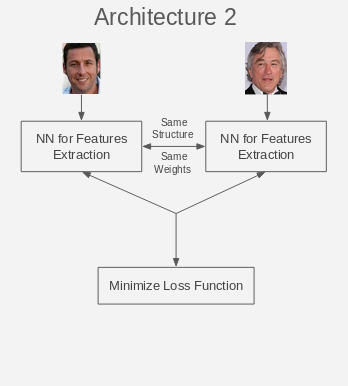 Architecture 2
Same
Structure
NN for Features
Extraction
NN for Features
Extraction
Same
Weights
Minimize Loss Function